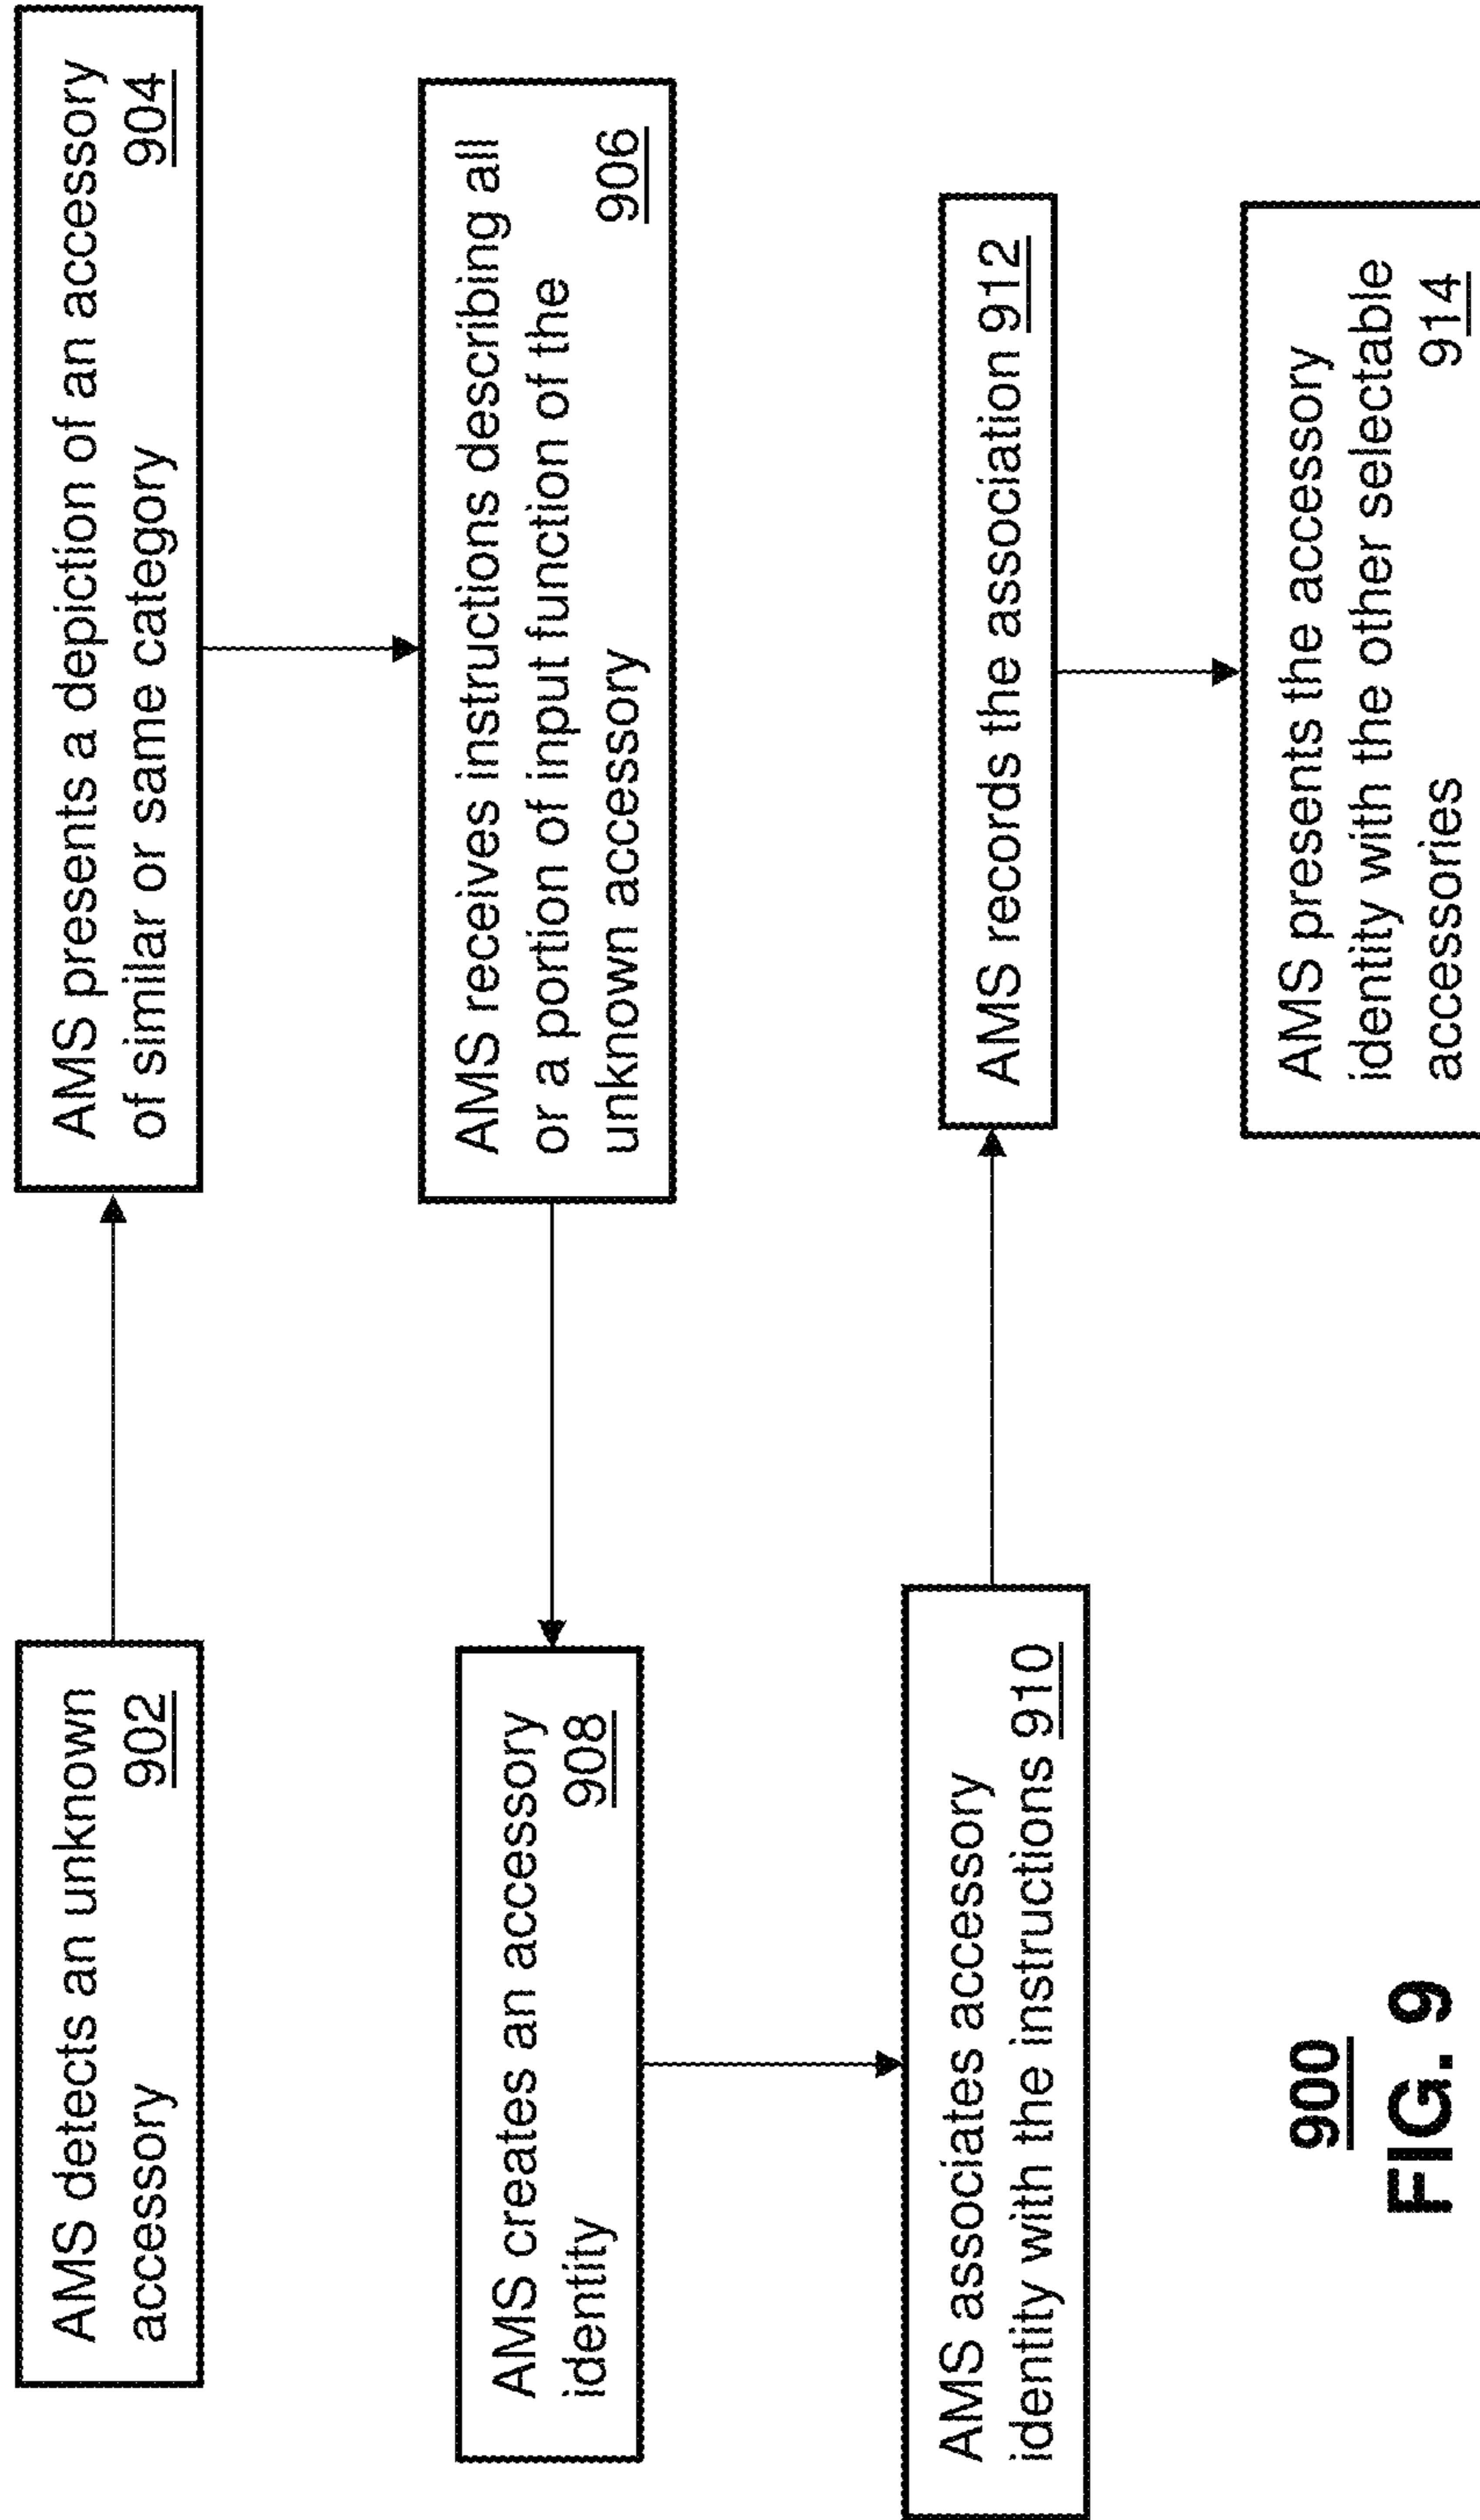 AMS detects an unknown
accessory 902
AMS presents a depiction of an accessory
of similar or same category 904
AMS receives instructions describing all
or a portion of input function of the
unknown accessory 906
AMS creates an accessory
identity 908
AMS associates accessory
identity with the instructions 910
AMS records the association 912
AMS presents the accessory
identity with the other selectable
accessories 914
900
FIG. 9